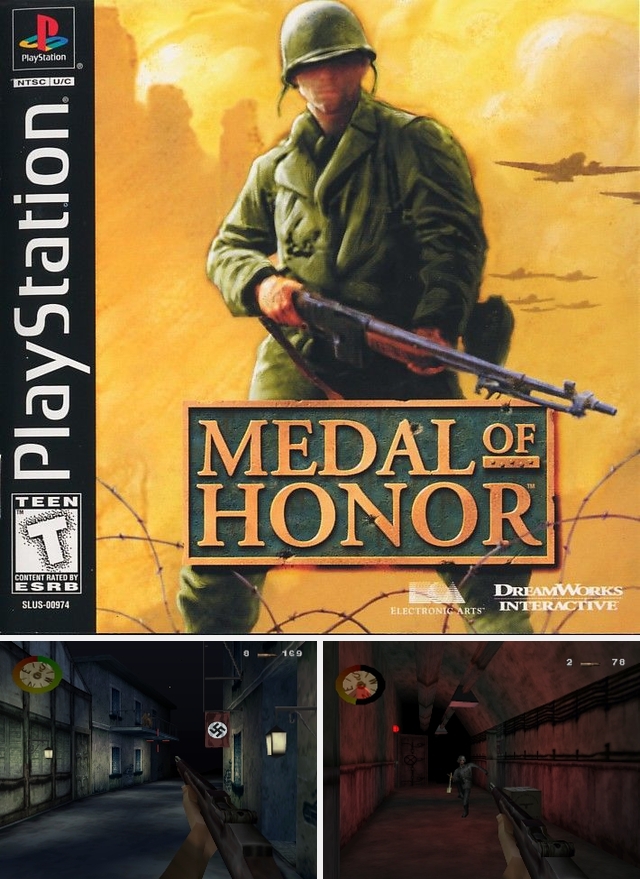 PlayStation
NTSC U/C
PlayStation
TEEN
T
CONTENT RATED BY
ESRB
SLUS-00974
MEDAL OF
HONOR
EA
ELECTRONIC ARTS
DREAMWORKS
INTERACTIVE
169
2 78